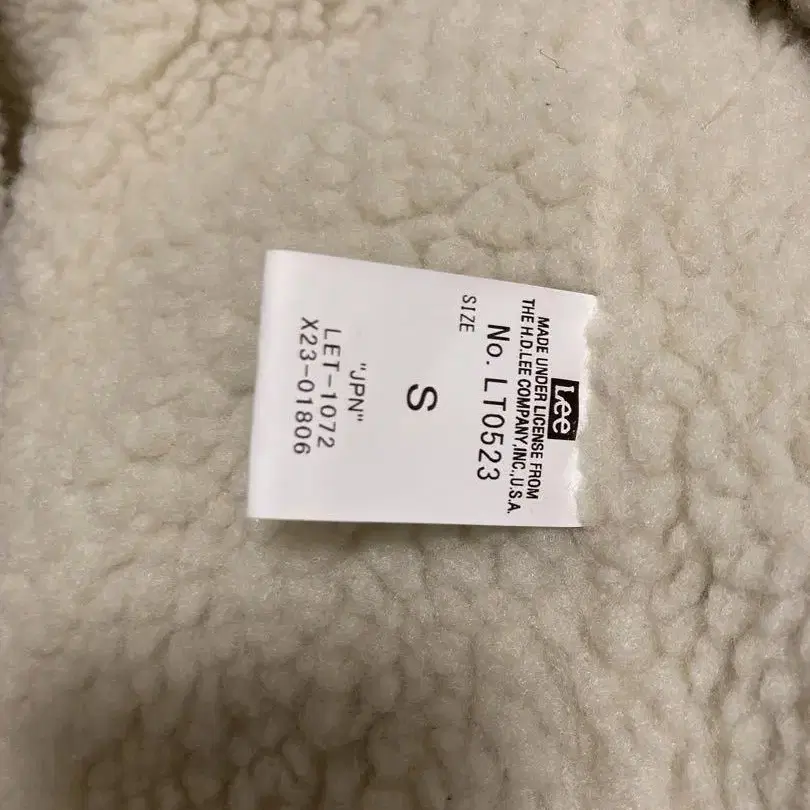 Lee
MADE UNDER LICENSE FROM
THE H.D.LEE COMPANY,INC.,U.S.A.
No. LT0523
SIZE
S
"JPN"
LET-1072
X23-01806